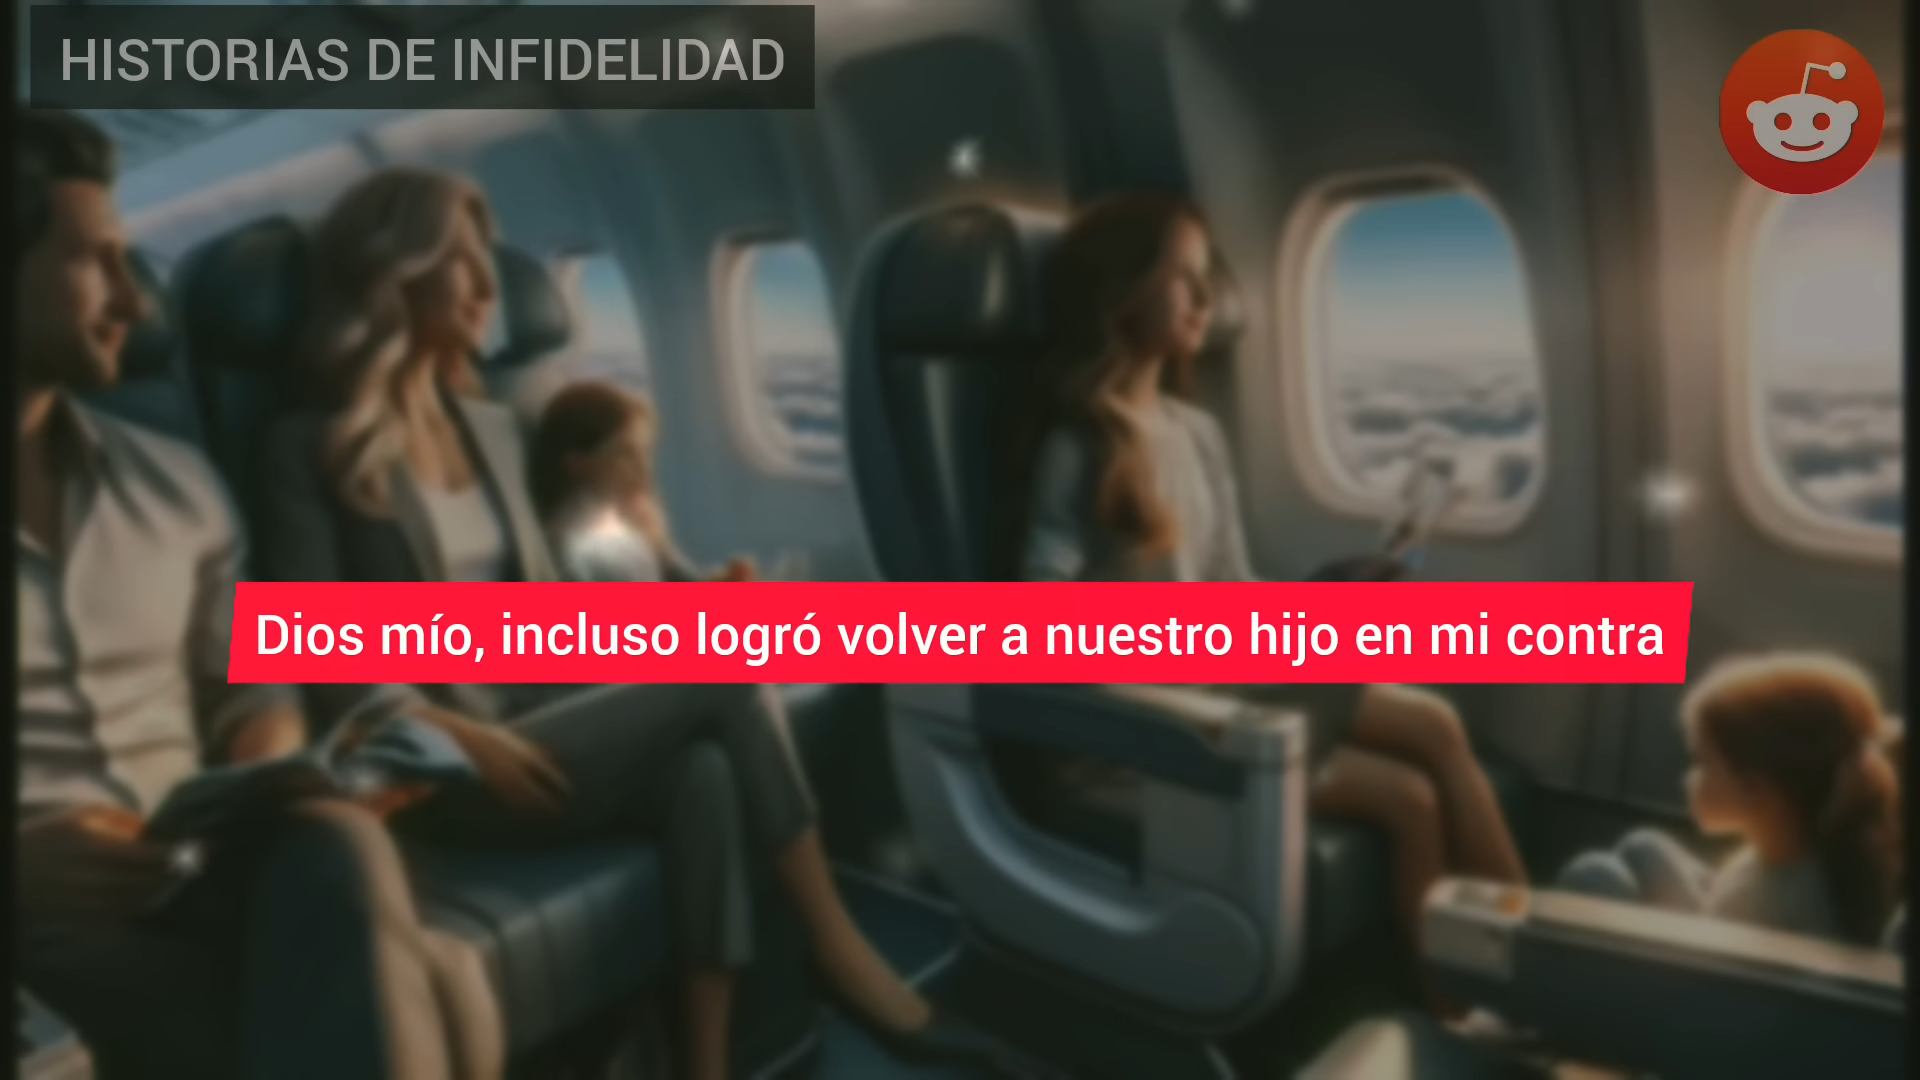 HISTORIAS DE INFIDELIDAD
Dios mío, incluso logró volver a nuestro hijo en mi contra